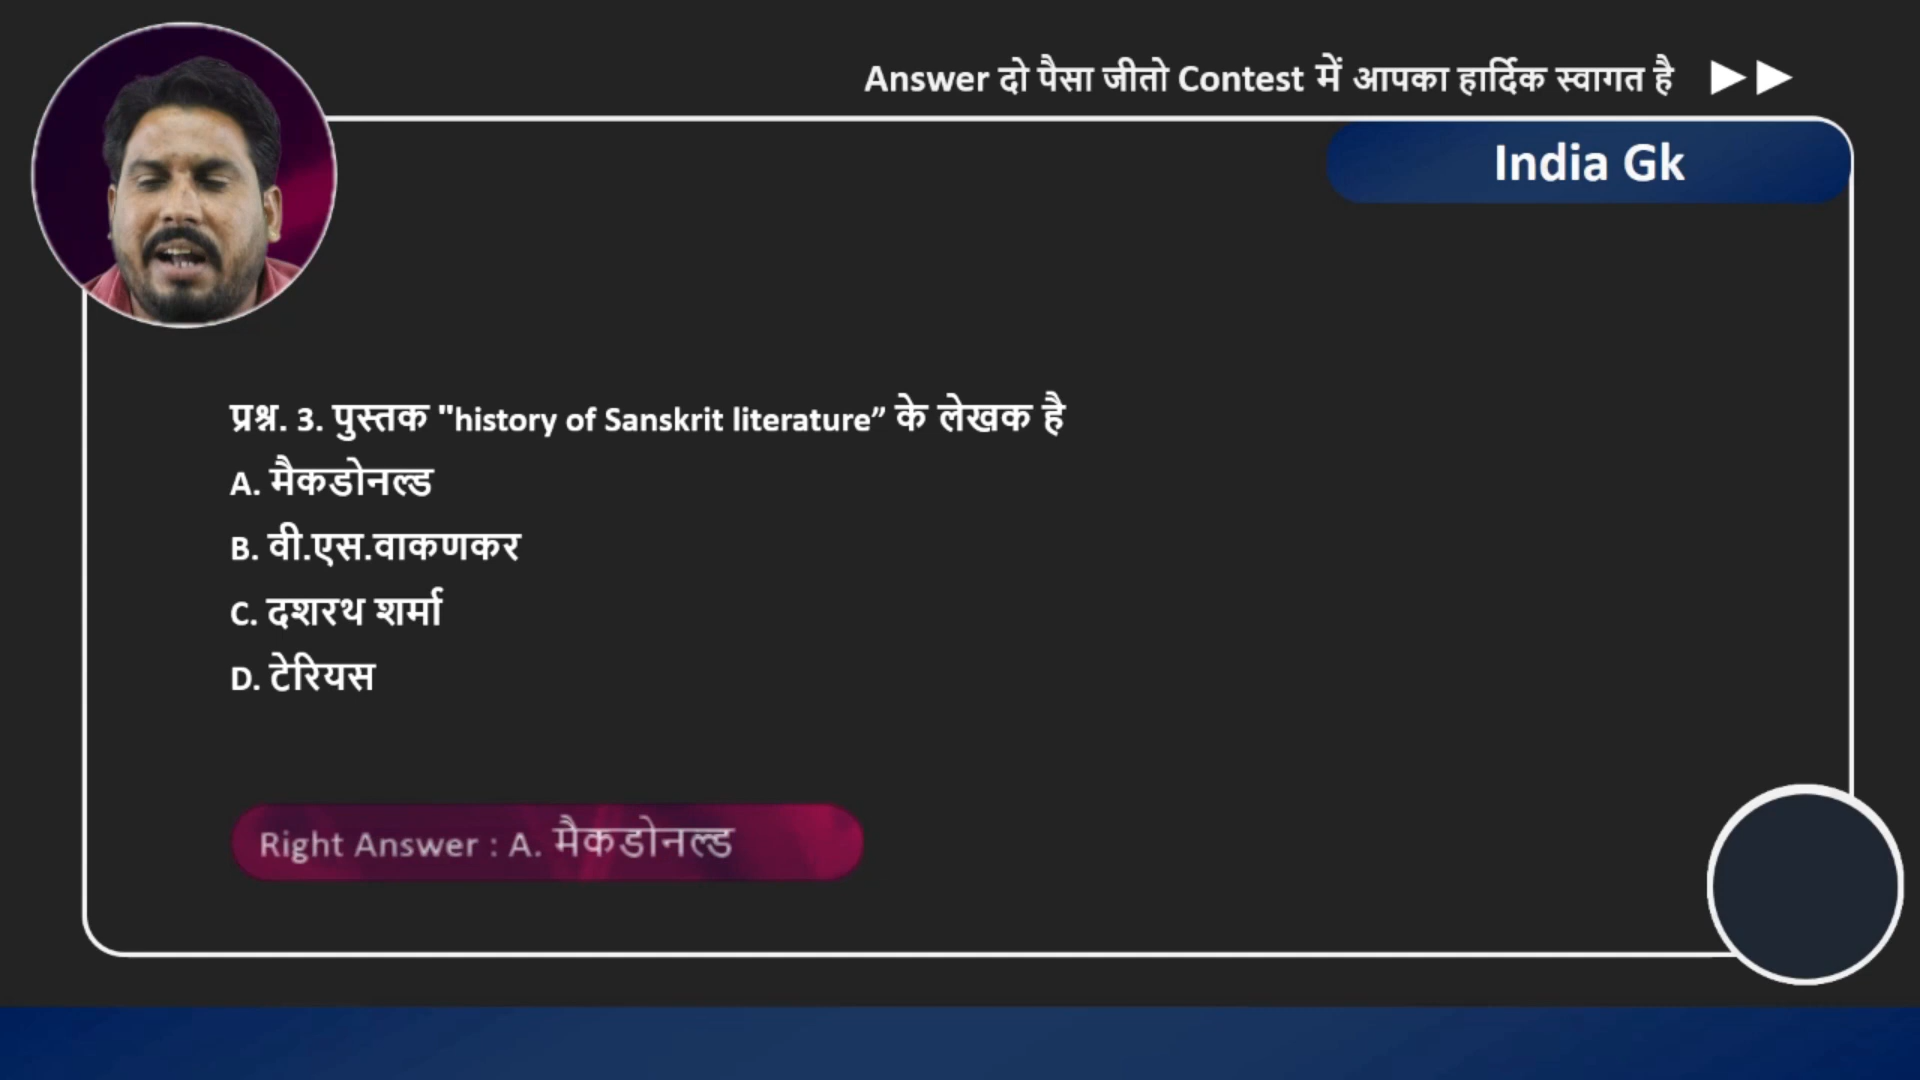 Answer दो पैसा जीतो Contest में आपका हार्दिक स्वागत है
India Gk
प्रश्न. 3. पुस्तक "history of Sanskrit literature” के लेखक है
A. मैकडोनल्ड
B. वी.एस.वाकणकर
C. दशरथ शर्मा
D. टेरियस
Right Answer : A. मैकडोनल्ड